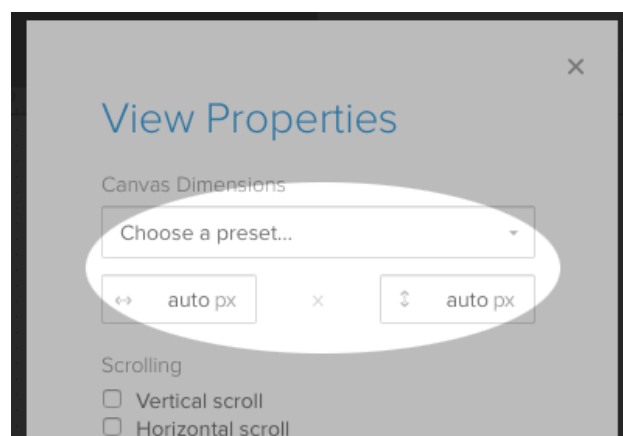 View Properties
Canvas Dimensions
Choose a preset...
auto px x auto px
Scrolling
Vertical scroll
Horizontal scroll